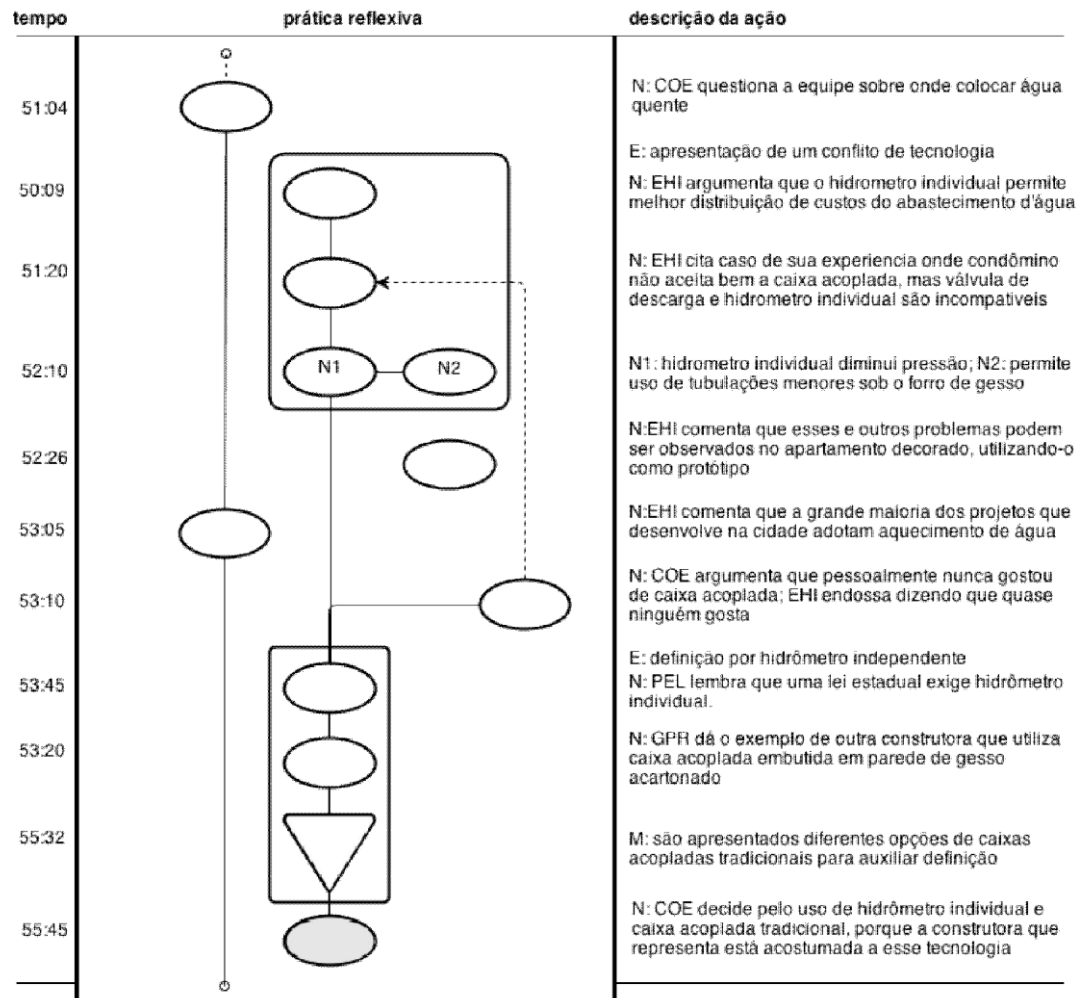 tempo prática reflexiva descrição da ação
51:04
N: COE questiona a equipe sobre onde colocar água
quente
E: apresentação de um conflito de tecnologia
50:09
N: EHI argumenta que o hidrometro individual permite
melhor distribuição de custos do abastecimento d'água
51:20
N: EHI cita caso de sua experiencia onde condômino
não aceita bem a caixa acoplada, mas válvula de
descarga e hidrometro individual são incompativeis
52:10
N1 N2
N1: hidrometro individual diminui pressão; N2: permite
uso de tubulações menores sob o forro de gesso
52:26
N:EHI comenta que esses e outros problemas podem
ser observados no apartamento decorado, utilizando-o
como protótipo
53:05
N:EHI comenta que a grande maioria dos projetos que
desenvolve na cidade adotam aquecimento de água
53:10
N: COE argumenta que pessoalmente nunca gostou
de caixa acoplada; EHI endossa dizendo que quase
ninguém gosta
E: definição por hidrômetro independente
53:45
N: PEL lembra que uma lei estadual exige hidrômetro
individual.
53:20
N: GPR dá o exemplo de outra construtora que utiliza
caixa acoplada embutida em parede de gesso
acartonado
55:32
M: são apresentados diferentes opções de caixas
acopladas tradicionais para auxiliar definição
55:45
N: COE decide pelo uso de hidrômetro individual e
caixa acoplada tradicional, porque a construtora que
representa está acostumada a esse tecnologia